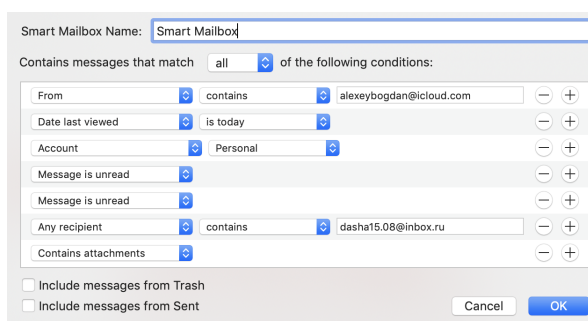 Smart Mailbox Name: Smart Mailbox
Contains messages that match all of the following conditions:
From contains alexeybogdan@icloud.com
Date last viewed is today
Account Personal
Message is unread
Message is unread
Any recipient contains dasha15.08@inbox.ru
Contains attachments
Include messages from Trash
Include messages from Sent
Cancel OK